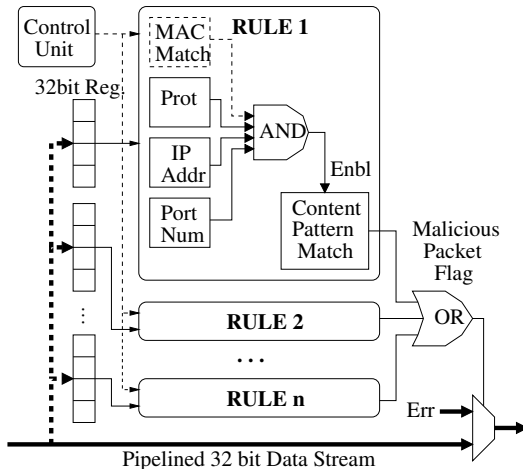 Control
Unit
32bit Reg.
RULE 1
MAC
Match
Prot
IP
Addr
Port
Num
AND
Enbl
Content
Pattern
Match
Malicious
Packet
Flag
RULE 2
OR
...
RULE n
Err
Pipelined 32 bit Data Stream